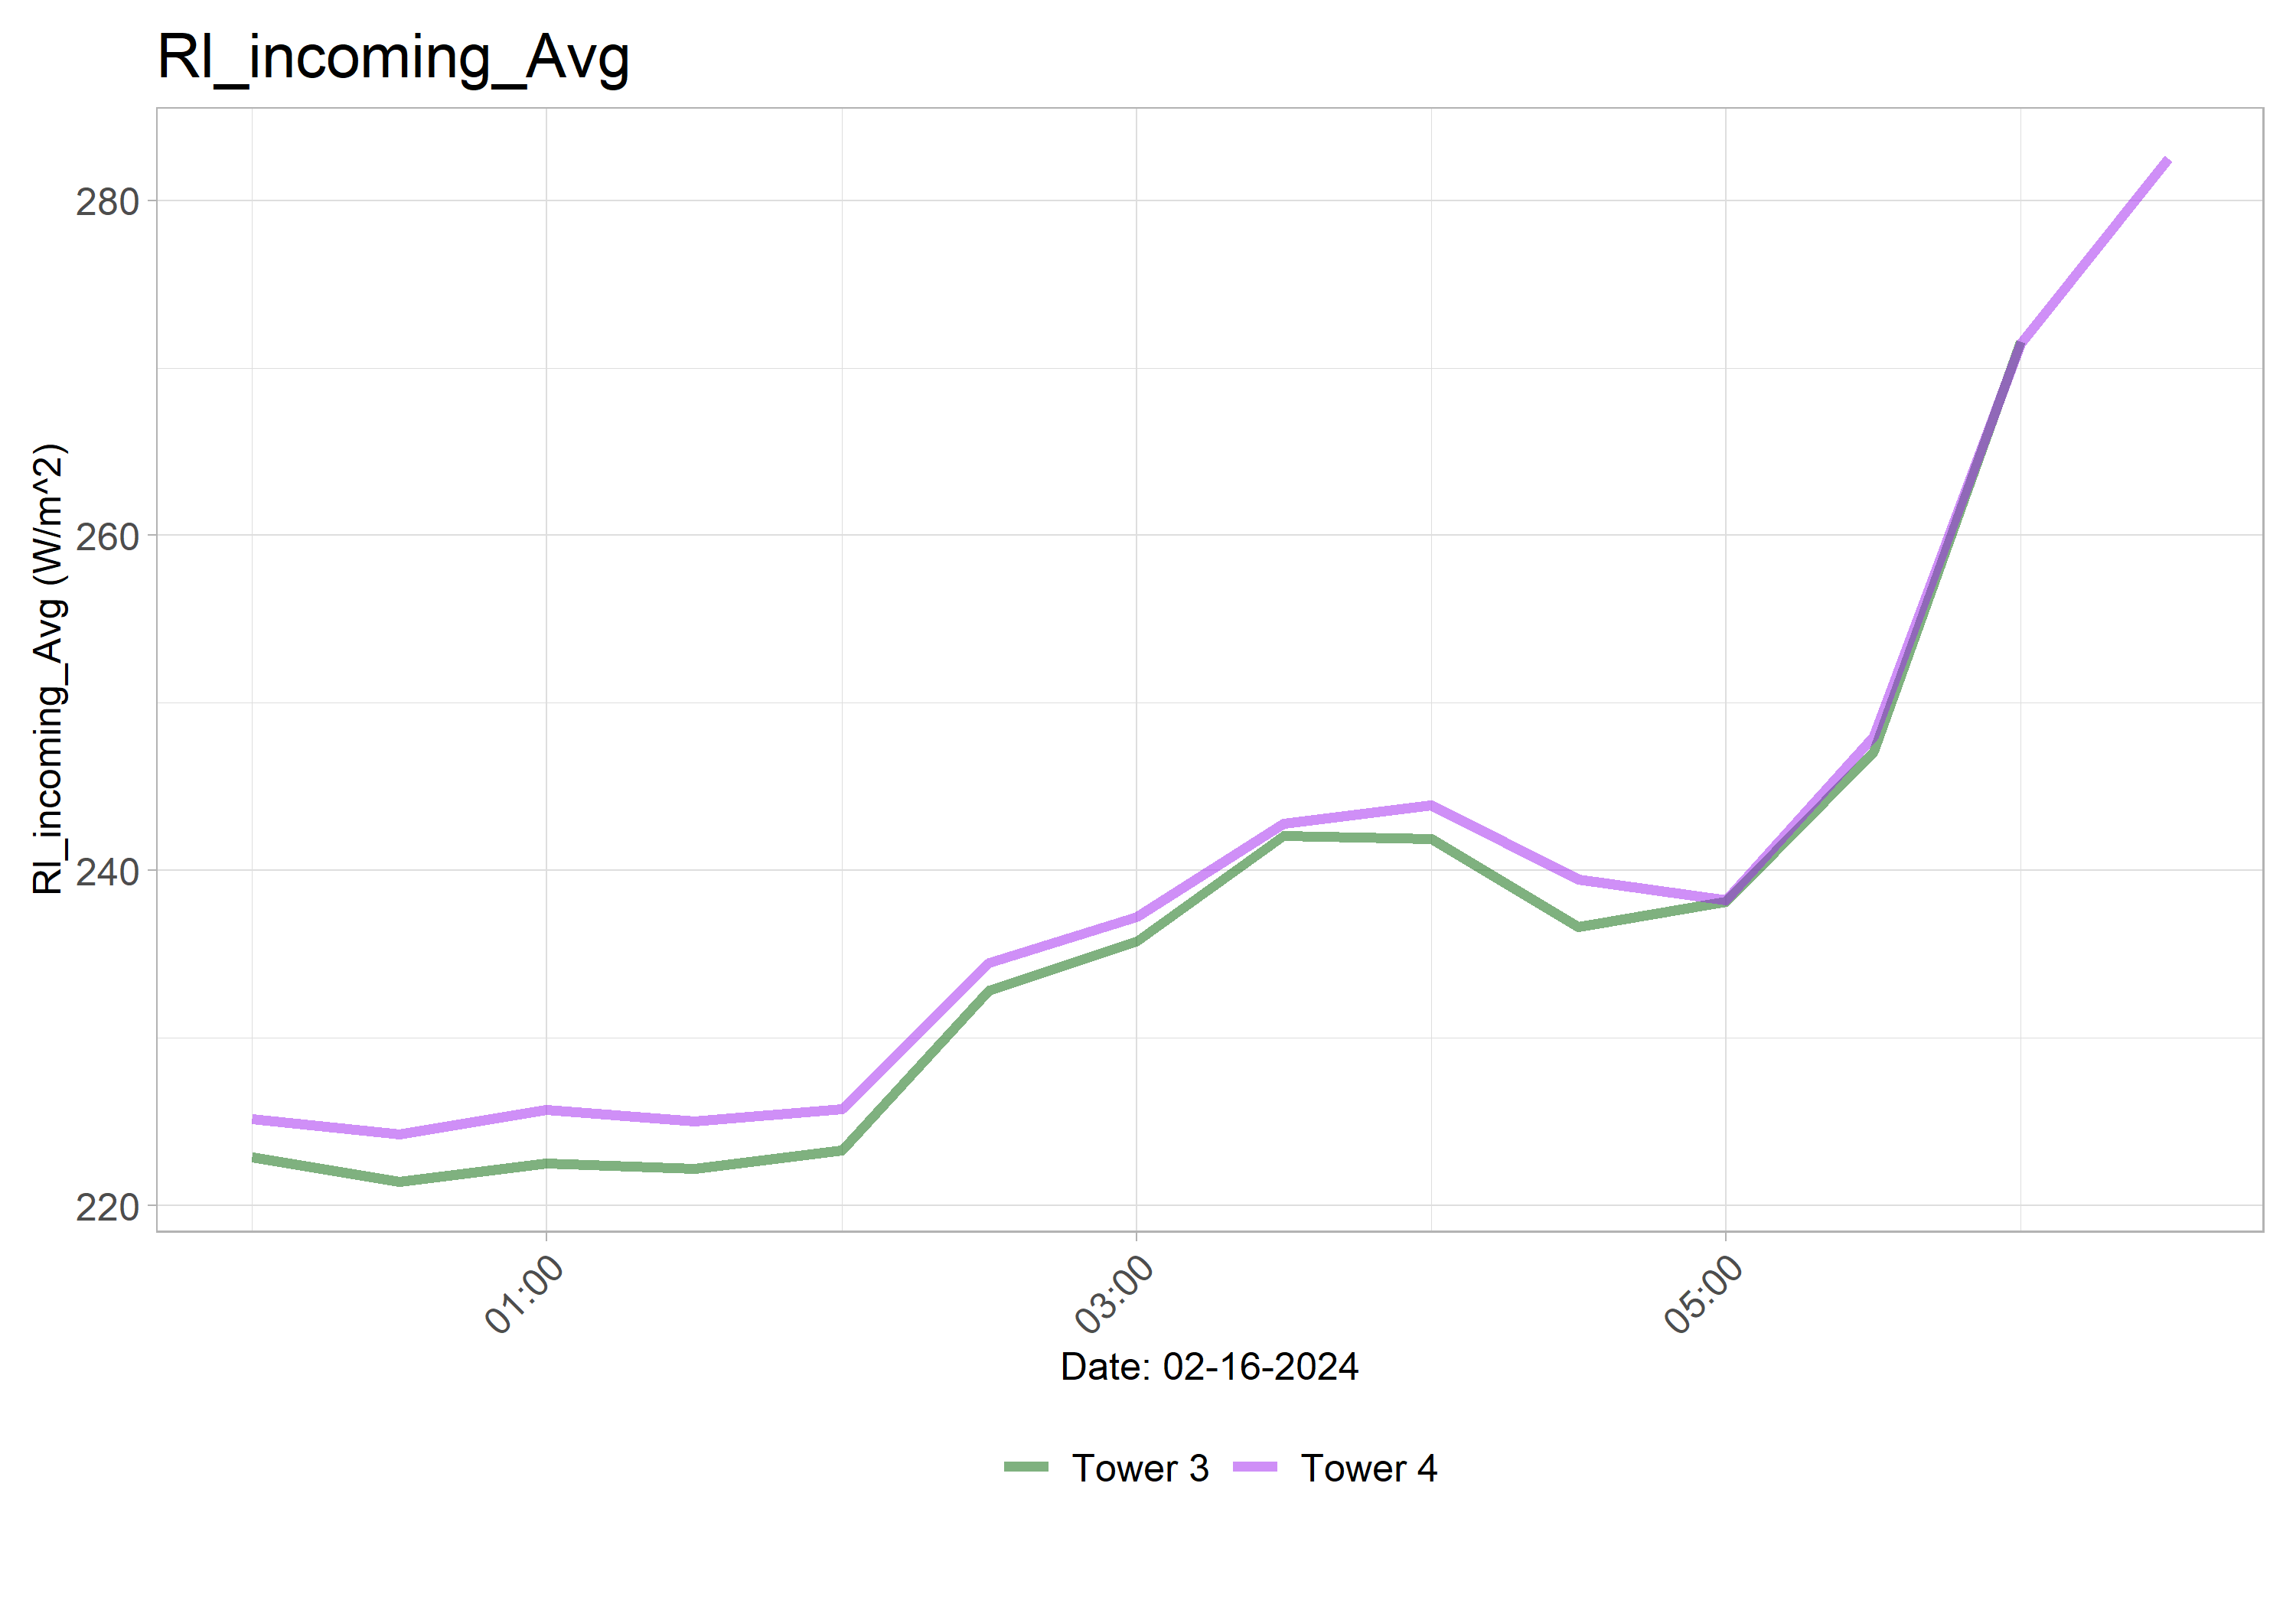 Rl_incoming_Avg
Rl_incoming_Avg (W/m^2)
280
260
240
220
01:00
03:00
05:00
Date: 02-16-2024
Tower 3
Tower 4